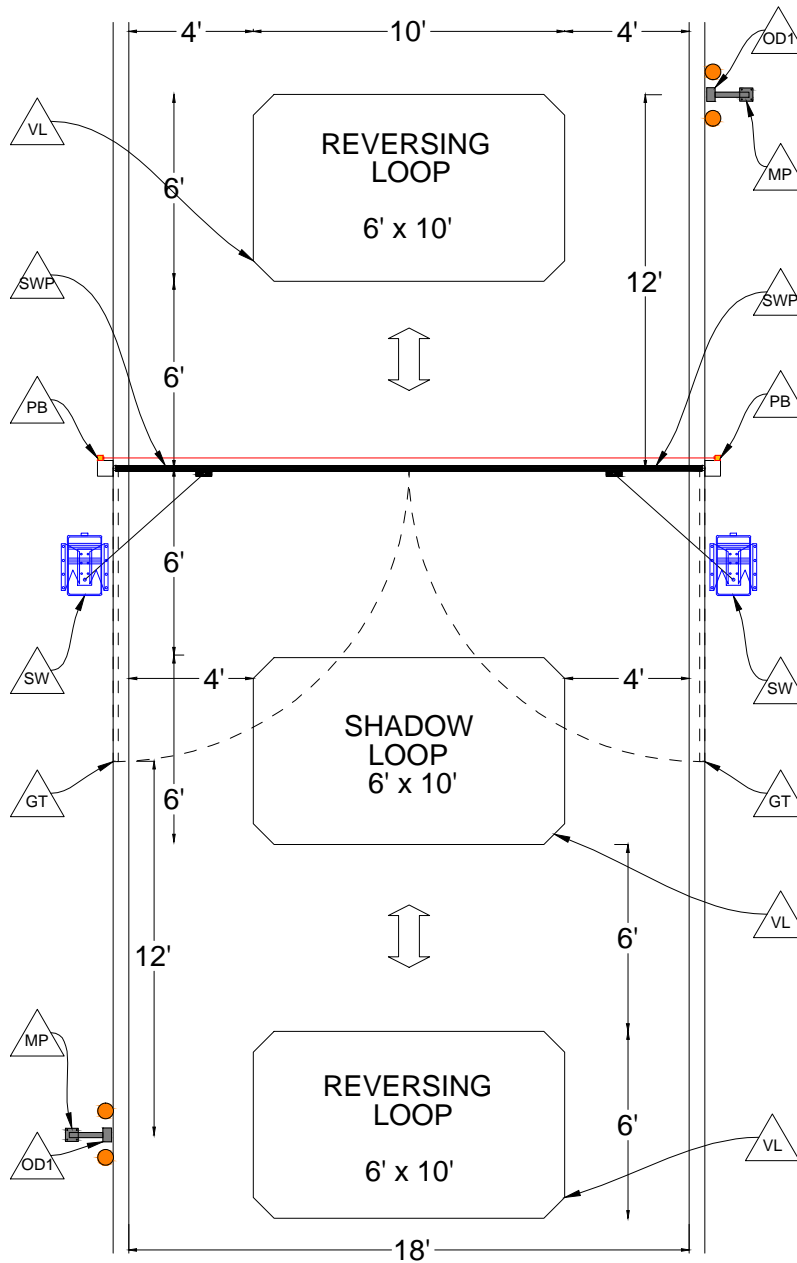 4'
10'
4'
OD1
VL
REVERSING
LOOP
6' x 10'
MP
6'
12'
SWP
SWP
6'
PB
PB
6'
SW
4'
4'
SW
SHADOW
LOOP
6' x 10'
GT
6'
GT
VL
12'
6'
MP
REVERSING
LOOP
6' x 10'
6'
VL
OD1
18'